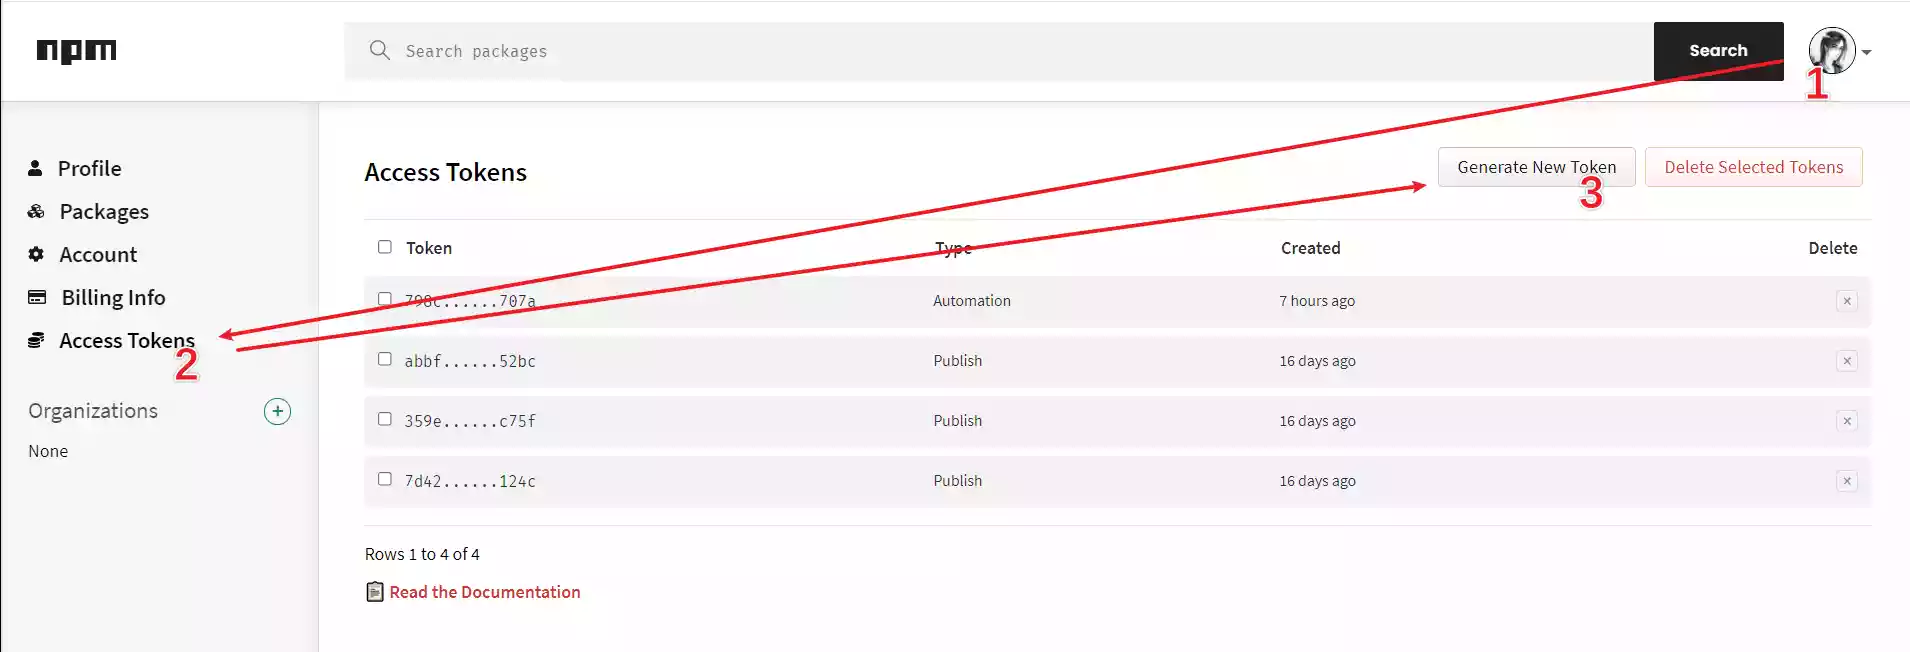 npm
Search packages
Search
1
Profile
Packages
Account
Billing Info
Access Tokens
2
Organizations
None
Access Tokens
Generate New Token
Delete Selected Tokens
3
Token Type Created Delete
798c......707a Automation 7 hours ago
abbf......52bc Publish 16 days ago
359e......c75f Publish 16 days ago
7d42......124c Publish 16 days ago
Rows 1 to 4 of 4
Read the Documentation